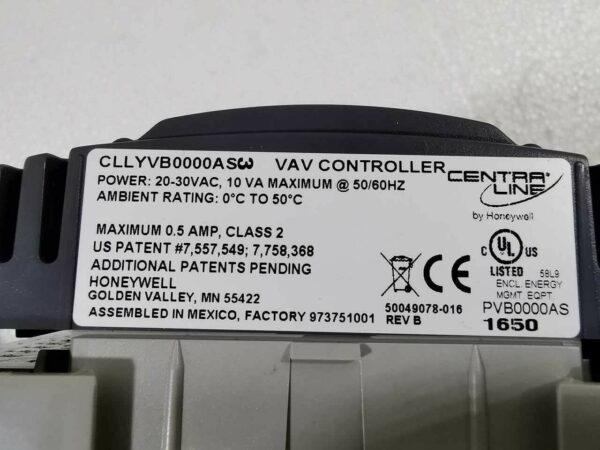 CLLYVB0000AS3 VAV CONTROLLER
POWER: 20-30VAC, 10 VA MAXIMUM @ 50/60HZ
AMBIENT RATING: 0°C TO 50°C
CENTRA
LINE
by Honeywell
MAXIMUM 0.5 AMP, CLASS 2
US PATENT #7,557,549; 7,758,368
ADDITIONAL PATENTS PENDING
HONEYWELL
GOLDEN VALLEY, MN 55422
ASSEMBLED IN MEXICO, FACTORY 973751001
50049078-016
REV B
C UL US
LISTED 58L9
ENCL. ENERGY
MGMT EQPT.
PVB0000AS
1650